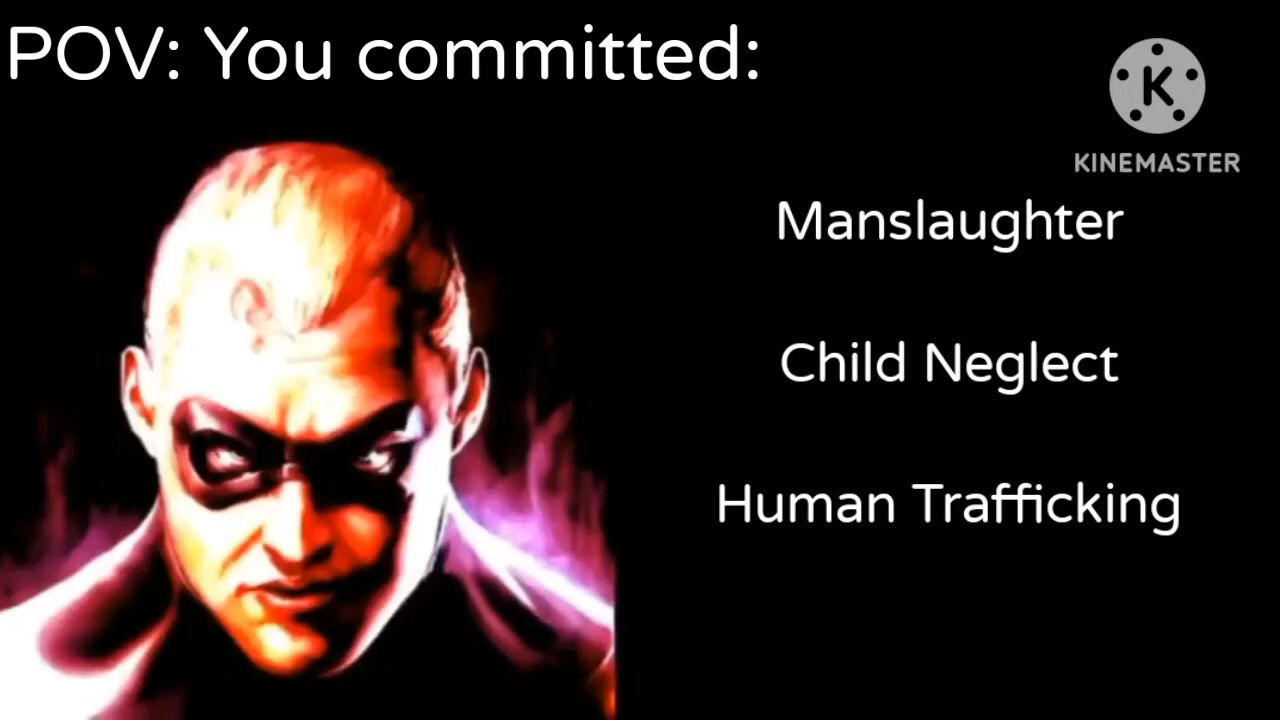 POV: You committed:
K
KINEMASTER
Manslaughter
Child Neglect
Human Trafficking